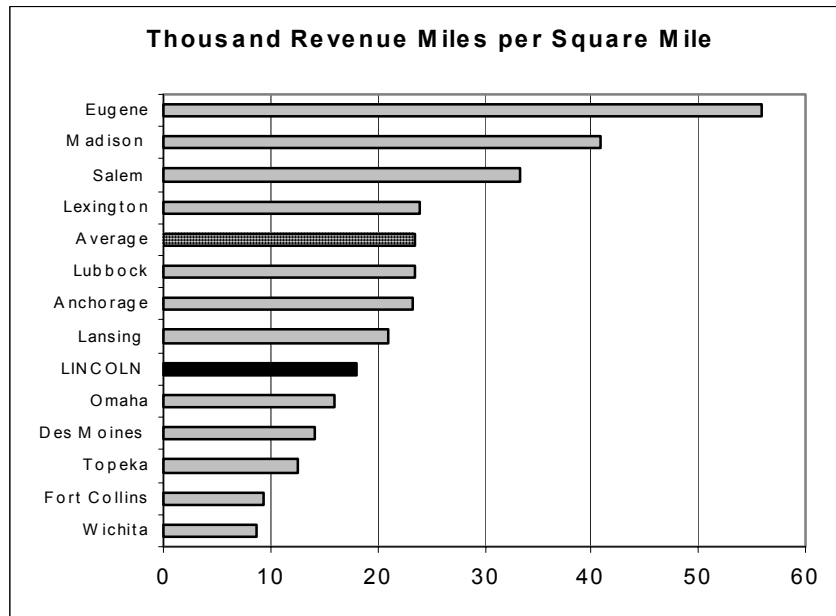 Thousand Revenue Miles per Square Mile
Eugene
Madison
Salem
Lexington
Average
Lubbock
Anchorage
Lansing
LINCOLN
Omaha
Des Moines
Topeka
Fort Collins
Wichita
0 10 20 30 40 50 60